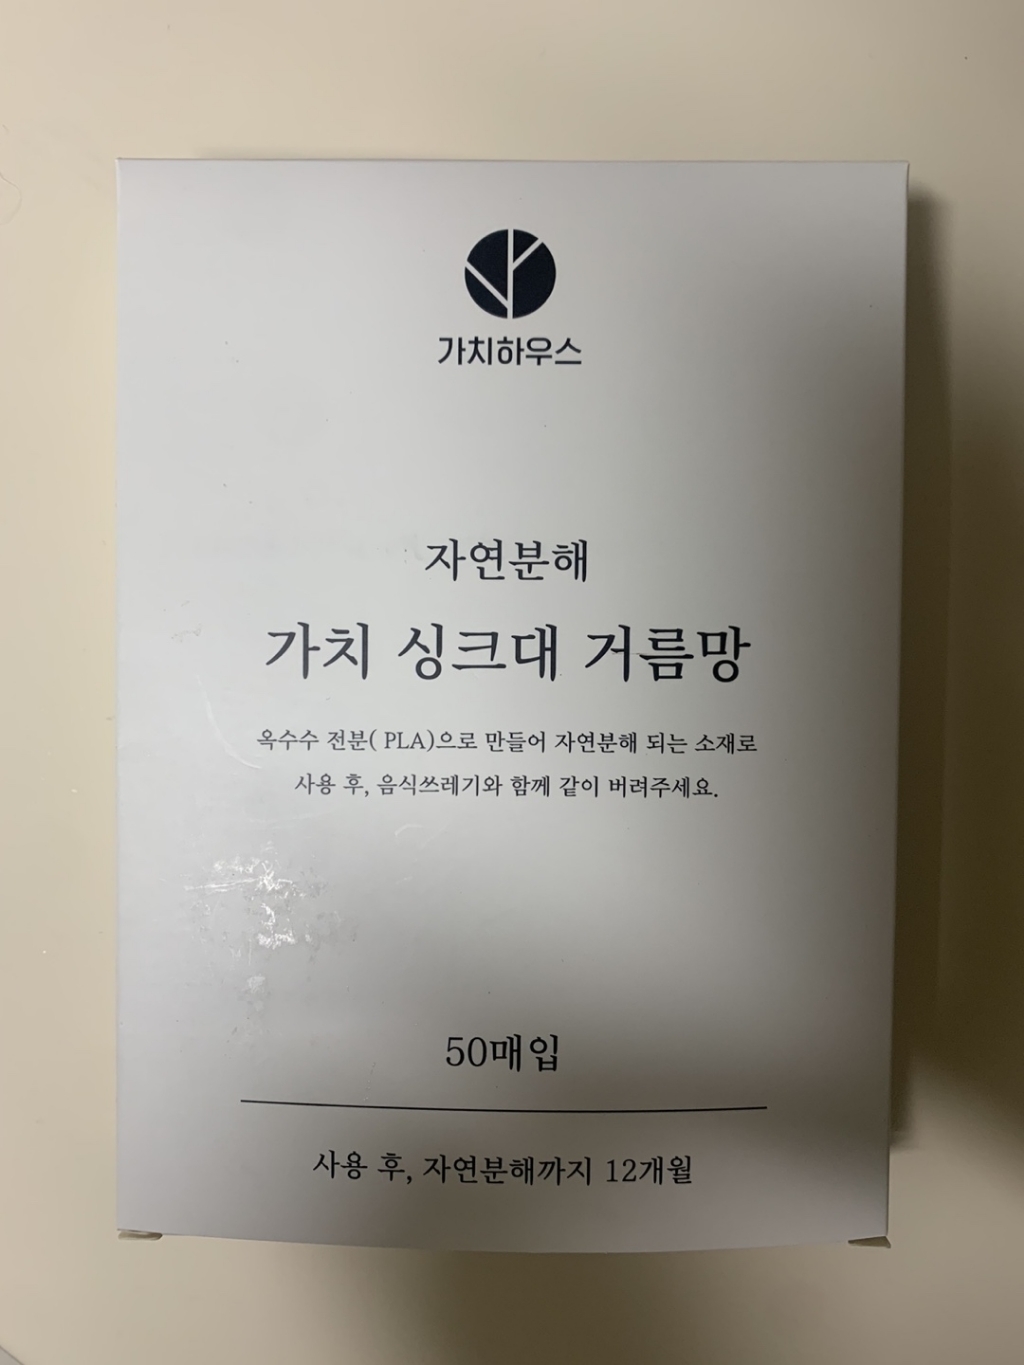 가치하우스
자연분해
가치 싱크대 거름망
옥수수 전분( PLA)으로 만들어 자연분해 되는 소재로
사용 후, 음식쓰레기와 함께 같이 버려주세요.
50매입
사용 후, 자연분해까지 12개월